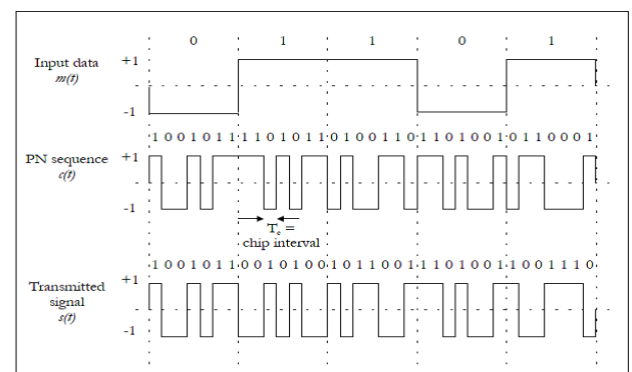 0 1 1 0 1
Input data +1
m(t)
-1
1 0 0 1 0 1 1 1 1 0 1 0 1 1 0 1 0 0 1 1 0 1 1 0 1 0 0 1 0 1 1 0 0 0 1
PN sequence +1
c(t)
-1
Tc =
chip interval
1 0 0 1 0 1 1 0 0 1 0 1 0 0 1 0 1 1 0 0 1 1 1 0 1 0 0 1 1 0 0 1 1 1 0
Transmitted +1
signal
s(t) -1